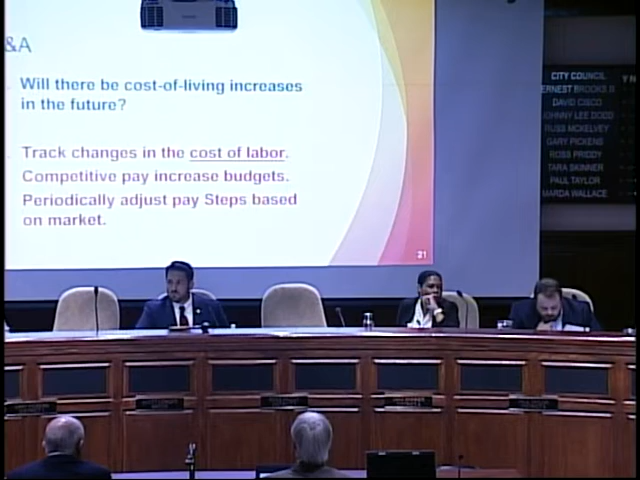 &A
Will there be cost-of-living increases
in the future?
Track changes in the cost of labor.
Competitive pay increase budgets.
Periodically adjust pay Steps based
on market.
21
CITY COUNCIL
Y N
ERNEST BROOKS II
DAVID CISCO
JOHNNY LEE DODD
RUSS MCKELVEY
GARY PICKENS
ROSS PRIDDY
TARA SKINNER
PAUL TAYLOR
MARDA WALLACE